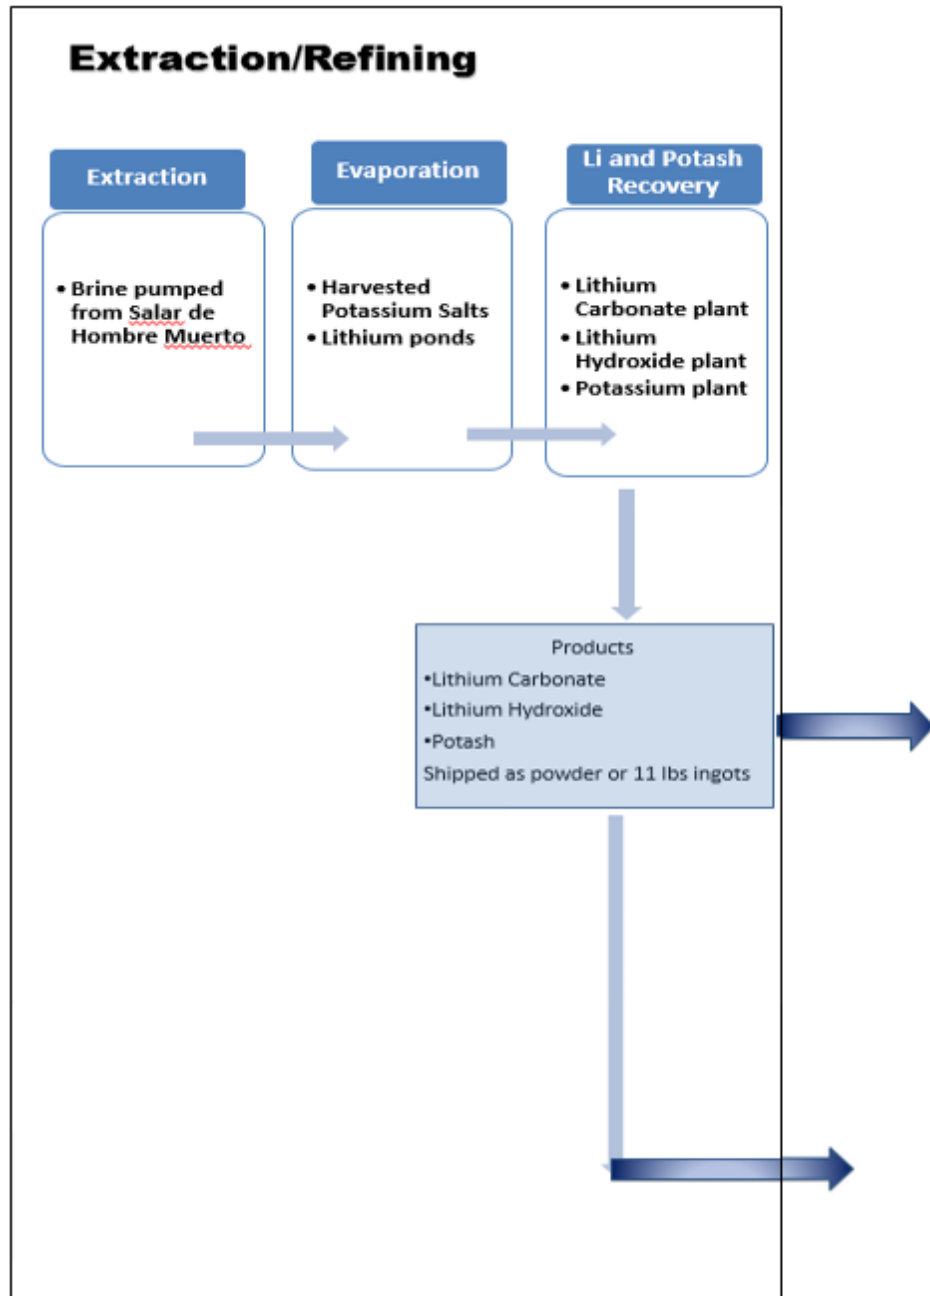 Extraction/Refining
Extraction
• Brine pumped
from Salar de
Hombre Muerto
Evaporation
• Harvested
Potassium Salts
• Lithium ponds
Li and Potash
Recovery
• Lithium
Carbonate plant
• Lithium
Hydroxide plant
• Potassium plant
Products
•Lithium Carbonate
•Lithium Hydroxide
•Potash
Shipped as powder or 11 lbs ingots